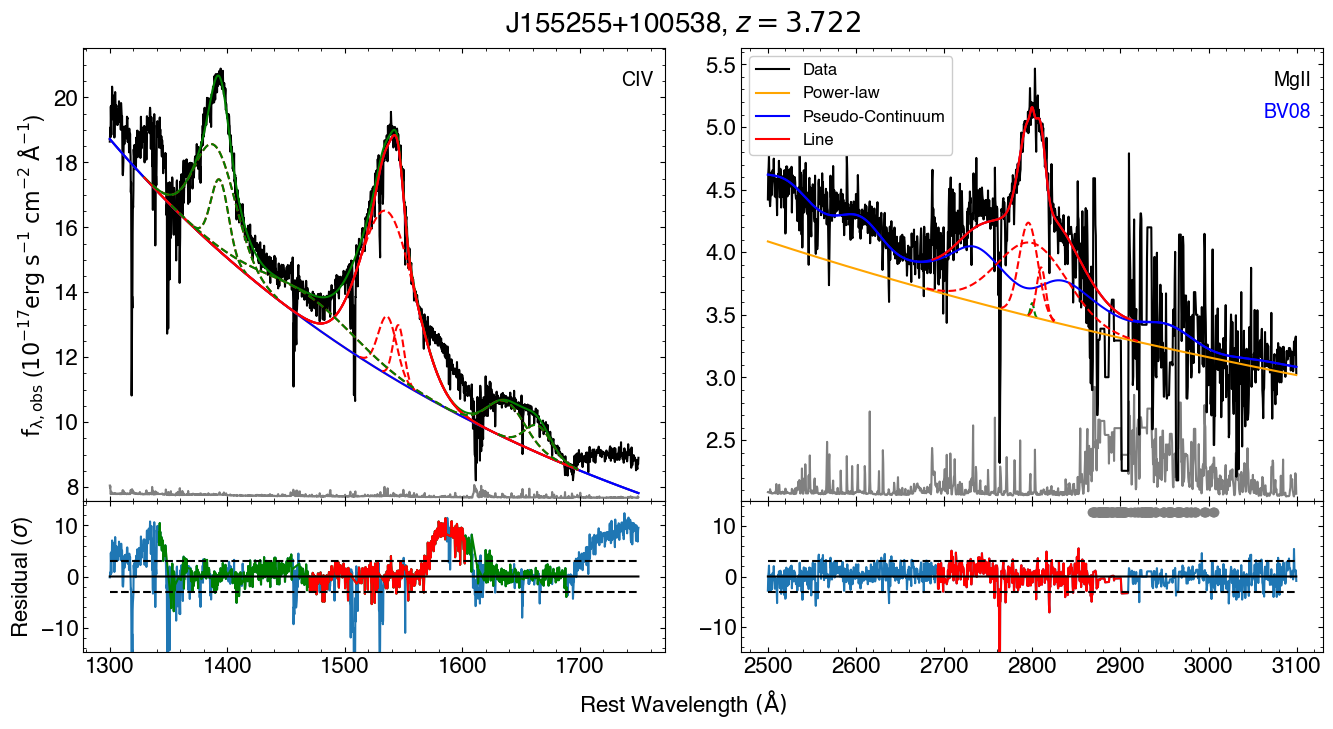 J155255+100538, z = 3.722
CIV
f_λ,obs (10⁻¹⁷erg s⁻¹ cm⁻² Å⁻¹)
20
18
16
14
12
10
8
Data
Power-law
Pseudo-Continuum
Line
MgII
BV08
5.5
5.0
4.5
4.0
3.5
3.0
2.5
Residual (σ)
10
0
−10
1300 1400 1500 1600 1700
10
0
−10
2500 2600 2700 2800 2900 3000 3100
Rest Wavelength (Å)